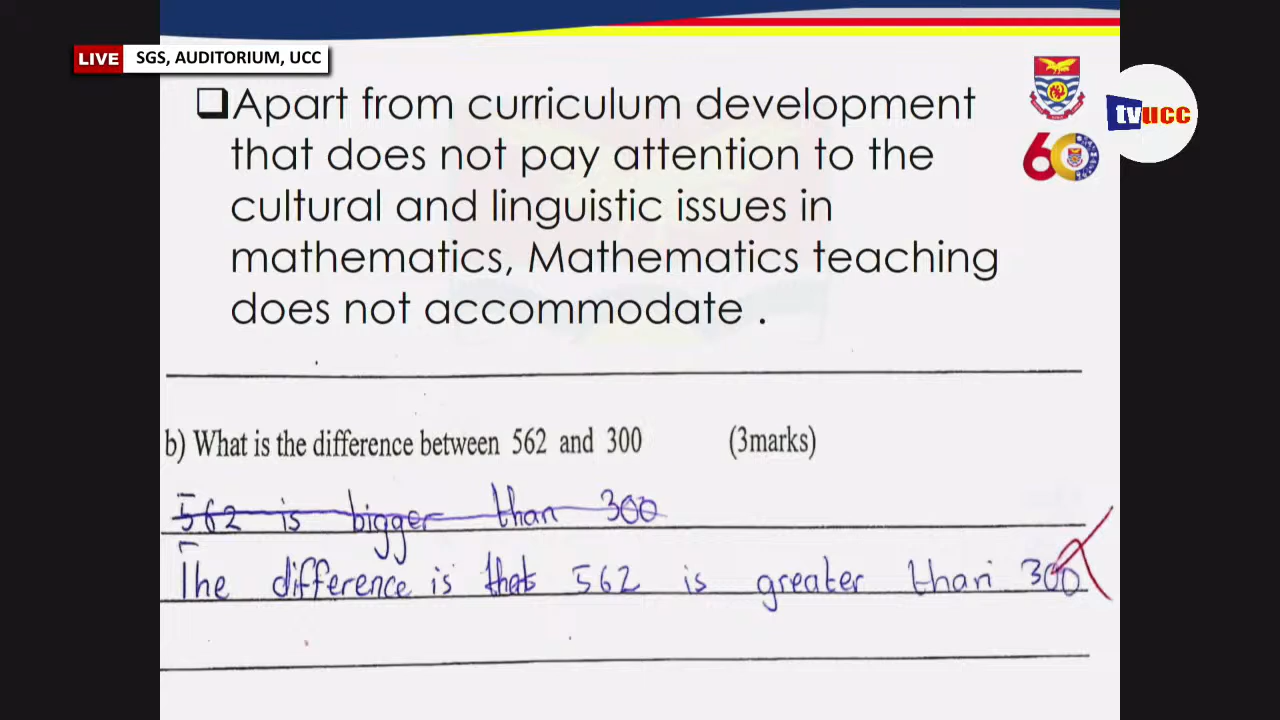 LIVE SGS, AUDITORIUM, UCC
❑Apart from curriculum development
that does not pay attention to the
cultural and linguistic issues in
mathematics, Mathematics teaching
does not accommodate .
60
tvucc
b) What is the difference between 562 and 300 (3marks)
562 is bigger than 300
The difference is that 562 is greater than 300